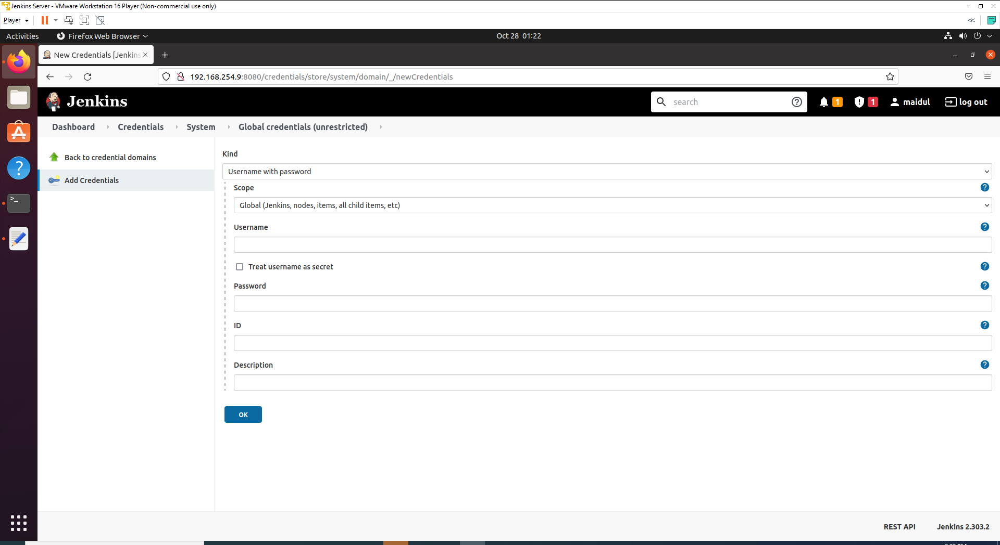 Jenkins Server - VMware Workstation 16 Player (Non-commercial use only)
Player
Activities
Firefox Web Browser
Oct 28 01:22
New Credentials [Jenkins
192.168.254.9:8080/credentials/store/system/domain/_/newCredentials
Jenkins
search
1
1
maidul
log out
Dashboard
Credentials
System
Global credentials (unrestricted)
Back to credential domains
Add Credentials
Kind
Username with password
Scope
Global (Jenkins, nodes, items, all child items, etc)
Username
Treat username as secret
Password
ID
Description
OK
REST API
Jenkins 2.303.2